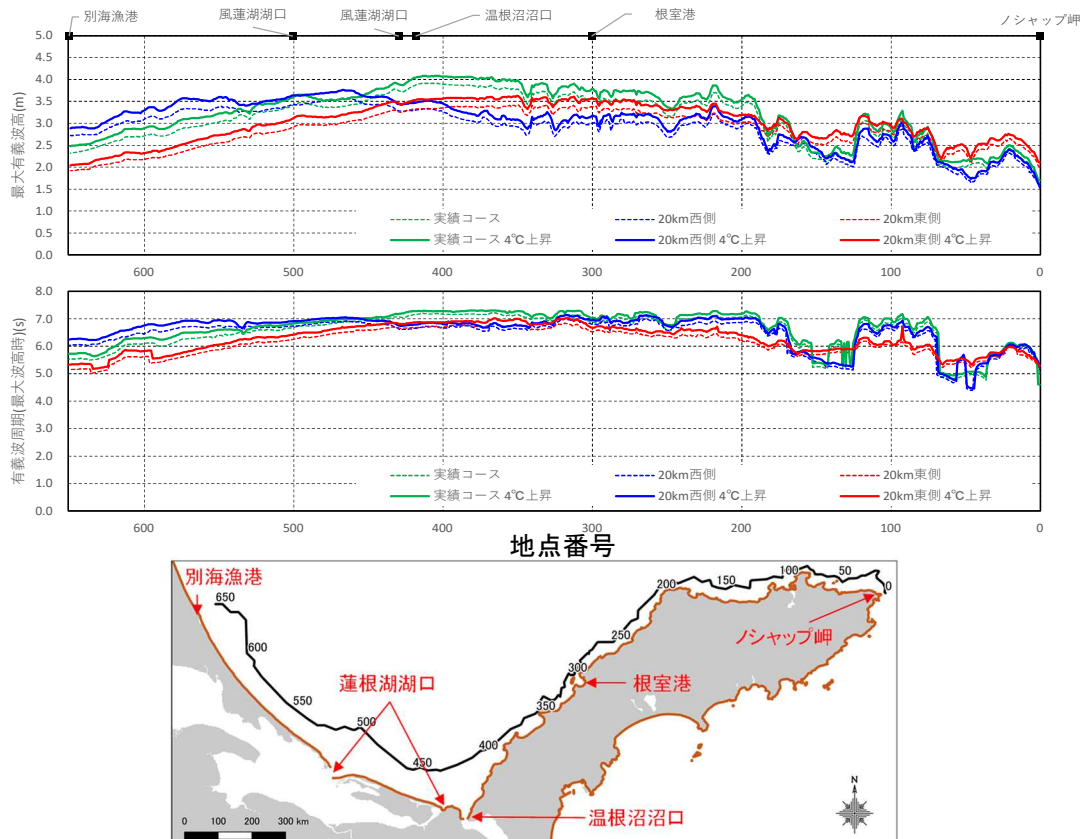 別海漁港 風蓮湖湖口 風蓮湖湖口 温根沼沼口 根室港 ノシャップ岬
最大有義波高(m)
5.0
4.5
4.0
3.5
3.0
2.5
2.0
1.5
1.0
0.5
0.0
実績コース 20km西側 20km東側
実績コース 4℃上昇 20km西側 4℃上昇 20km東側 4℃上昇
600 500 400 300 200 100 0
有義波周期(最大波高時)(s)
8.0
7.0
6.0
5.0
4.0
3.0
2.0
1.0
0.0
実績コース 20km西側 20km東側
実績コース 4℃上昇 20km西側 4℃上昇 20km東側 4℃上昇
600 500 400 300 200 100 0
地点番号
別海漁港
650
600
550
500
450
400
350
300
250
200
150
100
50
0
ノシャップ岬
蓮根湖湖口
根室港
温根沼沼口
N
0 100 200 300 km